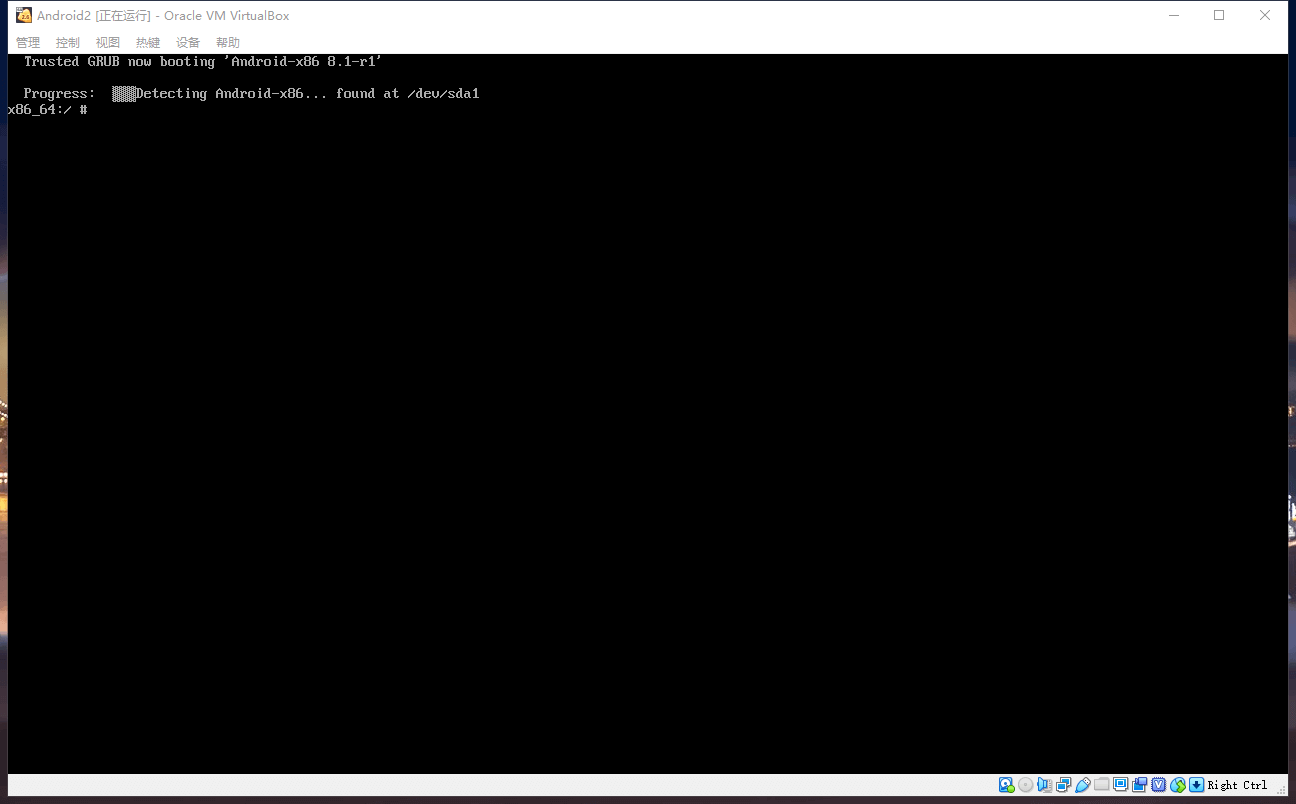 Android2 [正在运行] - Oracle VM VirtualBox
管理 控制 视图 热键 设备 帮助
Trusted GRUB now booting 'Android-x86 8.1-r1'
Progress: ▒▒▒Detecting Android-x86... found at /dev/sda1
x86_64:/ #
Right Ctrl